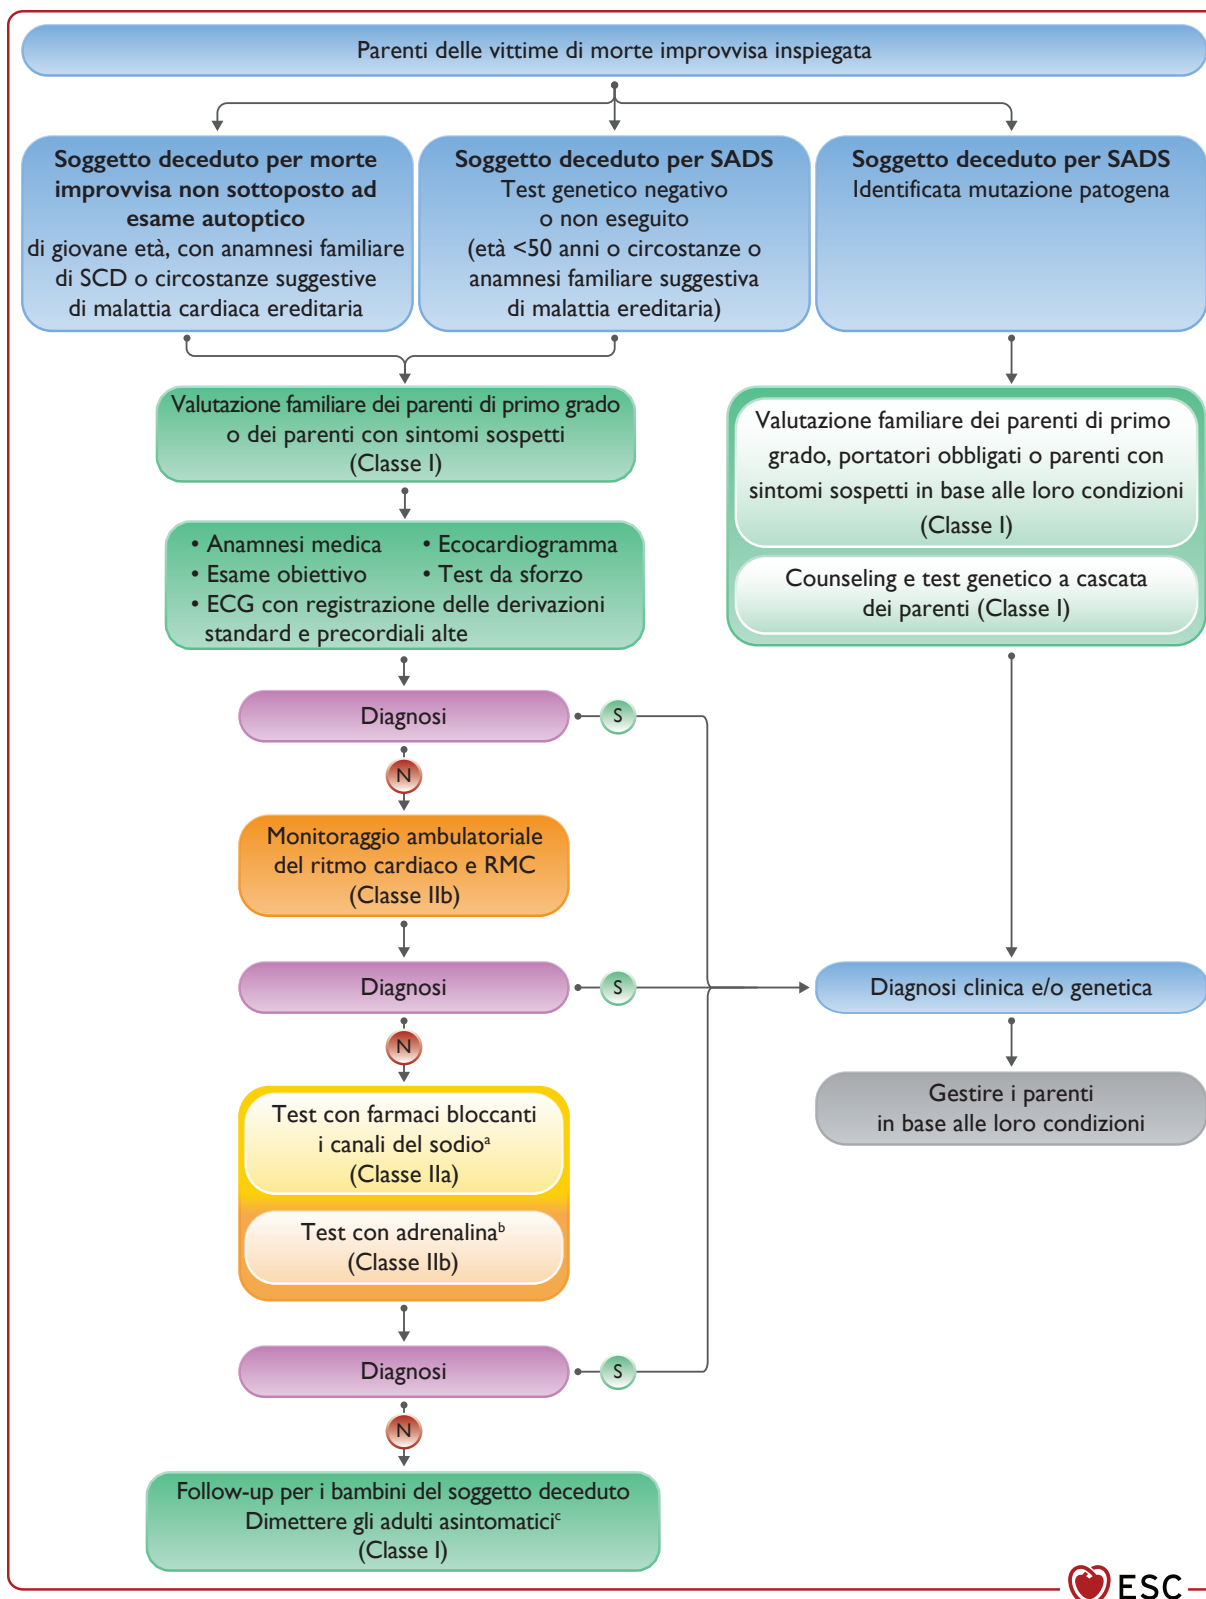 Parenti delle vittime di morte improvvisa inspiegata
Soggetto deceduto per morte
improvvisa non sottoposto ad
esame autoptico
di giovane età, con anamnesi familiare
di SCD o circostanze suggestive
di malattia cardiaca ereditaria
Soggetto deceduto per SADS
Test genetico negativo
o non eseguito
(età <50 anni o circostanze o
anamnesi familiare suggestiva
di malattia ereditaria)
Soggetto deceduto per SADS
Identificata mutazione patogena
Valutazione familiare dei parenti di primo grado
o dei parenti con sintomi sospetti
(Classe I)
Valutazione familiare dei parenti di primo
grado, portatori obbligati o parenti con
sintomi sospetti in base alle loro condizioni
(Classe I)
Counseling e test genetico a cascata
dei parenti (Classe I)
• Anamnesi medica
• Ecocardiogramma
• Esame obiettivo
• Test da sforzo
• ECG con registrazione delle derivazioni
standard e precordiali alte
Diagnosi
S
N
Monitoraggio ambulatoriale
del ritmo cardiaco e RMC
(Classe IIb)
Diagnosi
S
Diagnosi clinica e/o genetica
N
Gestire i parenti
in base alle loro condizioni
Test con farmaci bloccanti
i canali del sodioᵃ
(Classe IIa)
Test con adrenalinaᵇ
(Classe IIb)
Diagnosi
S
N
Follow-up per i bambini del soggetto deceduto
Dimettere gli adulti asintomaticiᶜ
(Classe I)
ESC